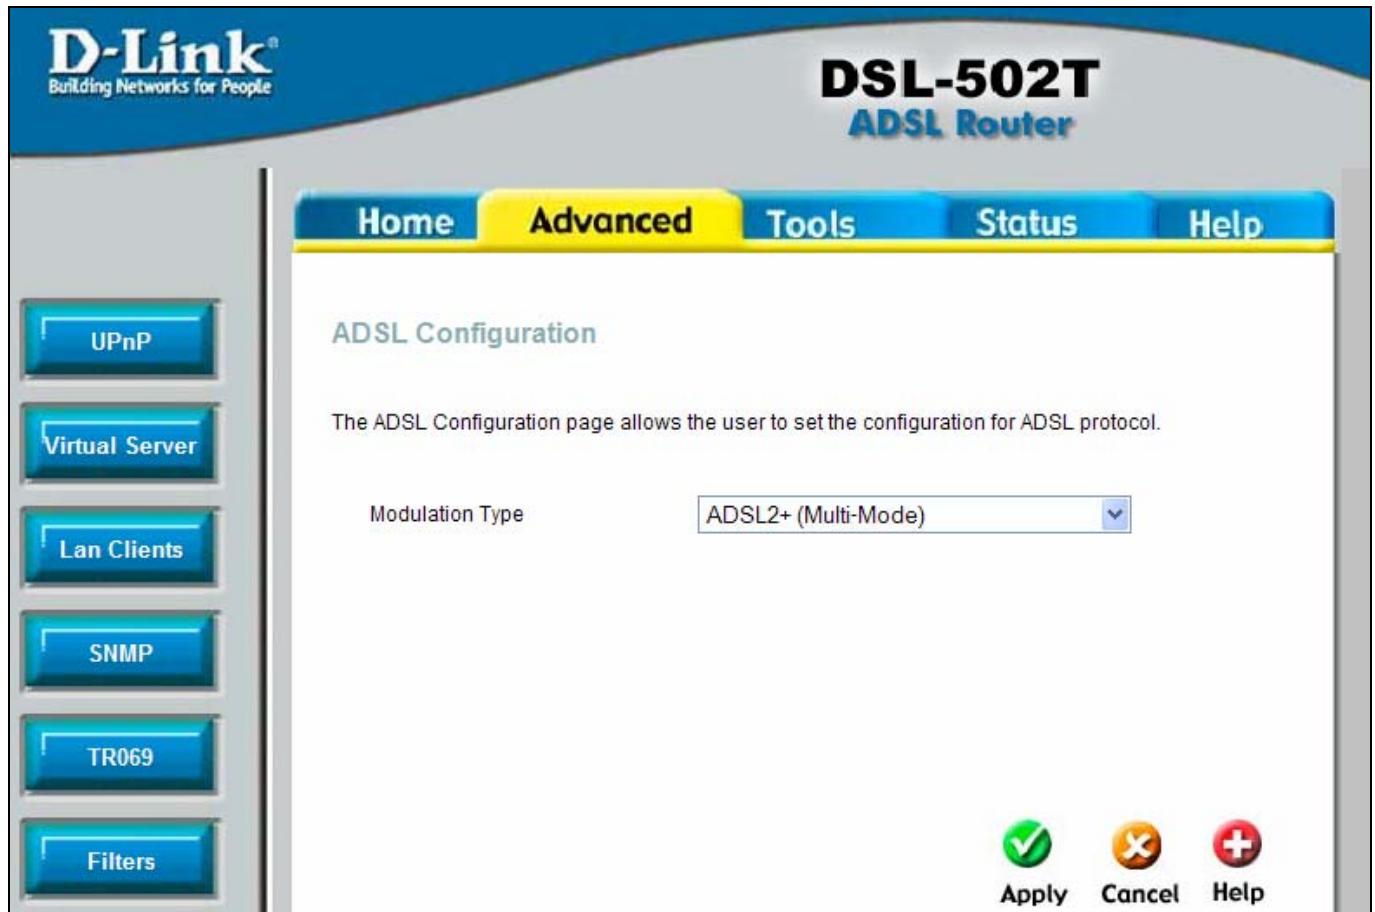 D-Link®
Building Networks for People
DSL-502T
ADSL Router
Home Advanced Tools Status Help
UPnP
Virtual Server
Lan Clients
SNMP
TR069
Filters
ADSL Configuration
The ADSL Configuration page allows the user to set the configuration for ADSL protocol.
Modulation Type ADSL2+ (Multi-Mode)
Apply Cancel Help